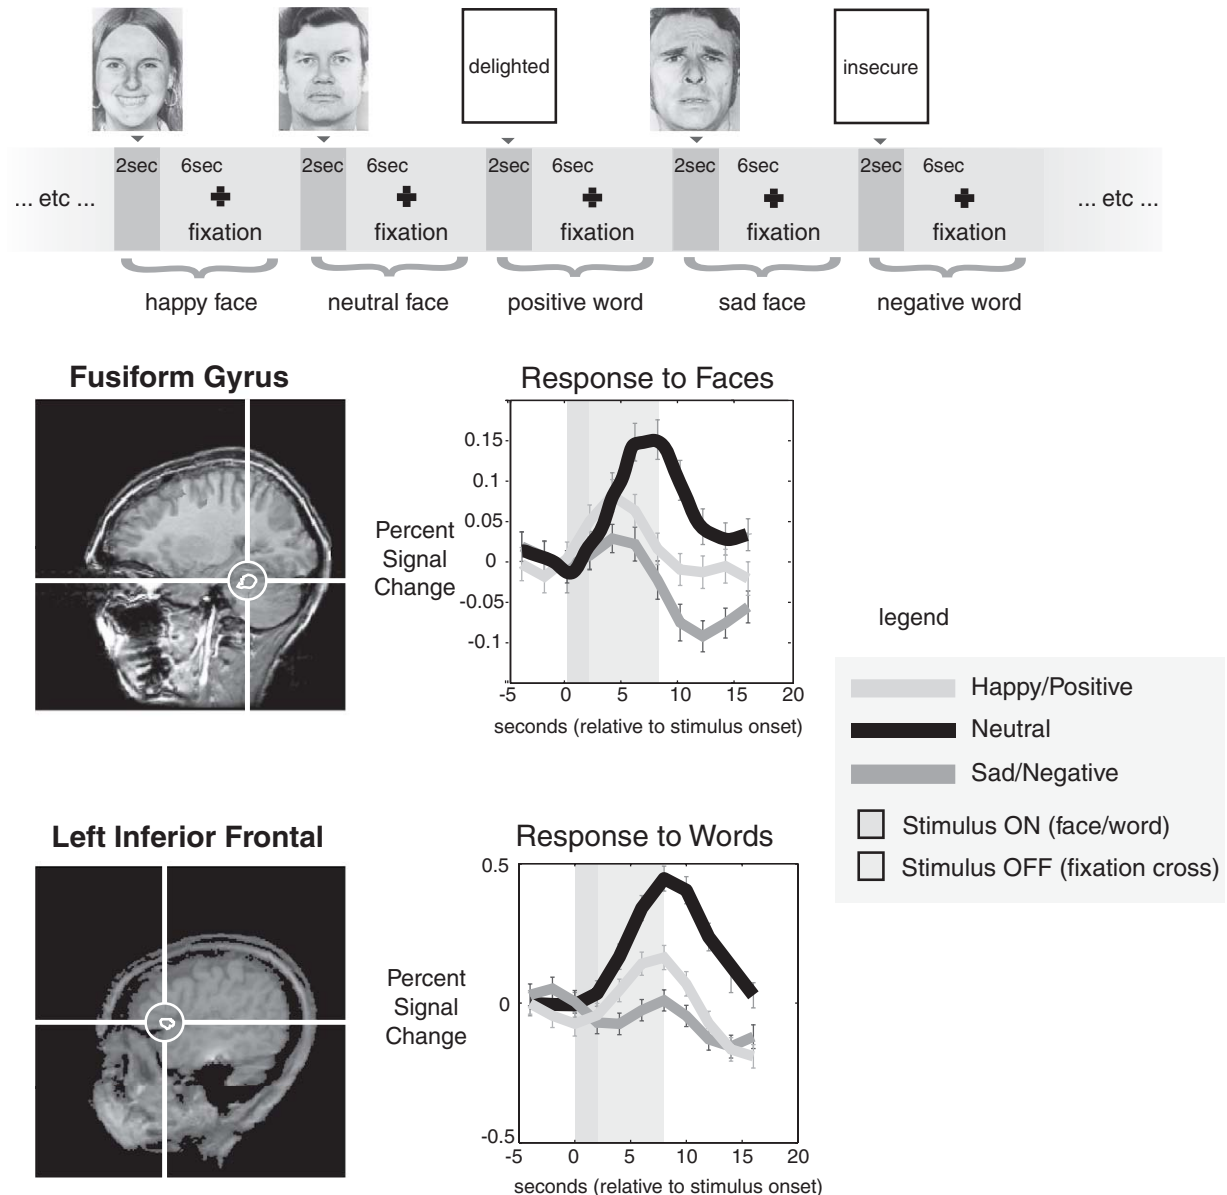 delighted
insecure
2sec 6sec 2sec 6sec 2sec 6sec 2sec 6sec 2sec 6sec
... etc ... ... etc ...
fixation fixation fixation fixation fixation
happy face neutral face positive word sad face negative word
Fusiform Gyrus
Response to Faces
0.15
0.1
0.05
0
-0.05
-0.1
Percent
Signal
Change
-5 0 5 10 15 20
seconds (relative to stimulus onset)
legend
Happy/Positive
Neutral
Sad/Negative
Stimulus ON (face/word)
Stimulus OFF (fixation cross)
Left Inferior Frontal
Response to Words
0.5
0
-0.5
Percent
Signal
Change
-5 0 5 10 15 20
seconds (relative to stimulus onset)